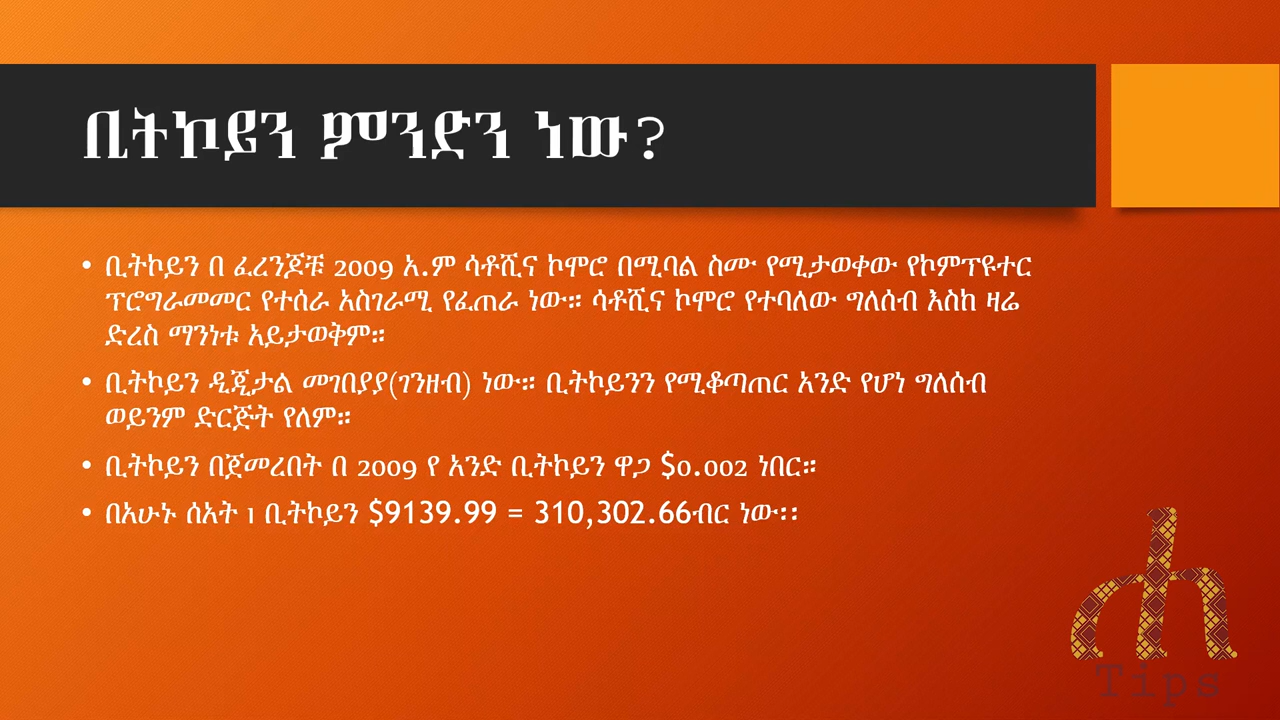 ቢትኮይን ምንድን ነው?
• ቢትኮይን በ ፈረንጆቹ 2009 አ.ም ሳቶሺና ኮሞሮ በሚባል ስሙ የሚታወቀው የኮምፕዩተር
ፕሮግራመመር የተሰራ አስገራሚ የፈጠራ ነው። ሳቶሺና ኮሞሮ የተባለው ግለሰብ እስከ ዛሬ
ድረስ ማንነቱ አይታወቅም።
• ቢትኮይን ዲጂታል መገበያያ(ገንዘብ) ነው። ቢትኮይንን የሚቆጣጠር አንድ የሆነ ግለሰብ
ወይንም ድርጅት የለም።
• ቢትኮይን በጀመረበት በ 2009 የ አንድ ቢትኮይን ዋጋ $0.002 ነበር።
• በአሁኑ ሰአት 1 ቢትኮይን $9139.99 = 310,302.66ብር ነው፡፡
ሐ
Tips